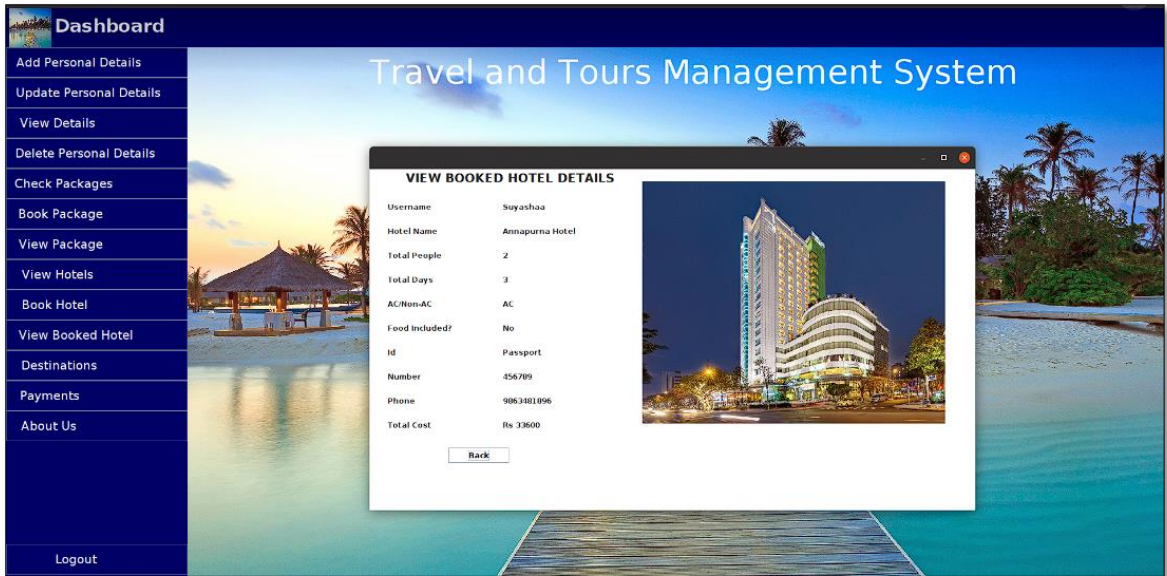 Dashboard
Add Personal Details
Update Personal Details
View Details
Delete Personal Details
Check Packages
Book Package
View Package
View Hotels
Book Hotel
View Booked Hotel
Destinations
Payments
About Us
Logout
Travel and Tours Management System
VIEW BOOKED HOTEL DETAILS
Username Suyashaa
Hotel Name Annapurna Hotel
Total People 2
Total Days 3
AC/Non-AC AC
Food Included? No
Id Passport
Number 456789
Phone 9863481896
Total Cost Rs 33600
Back